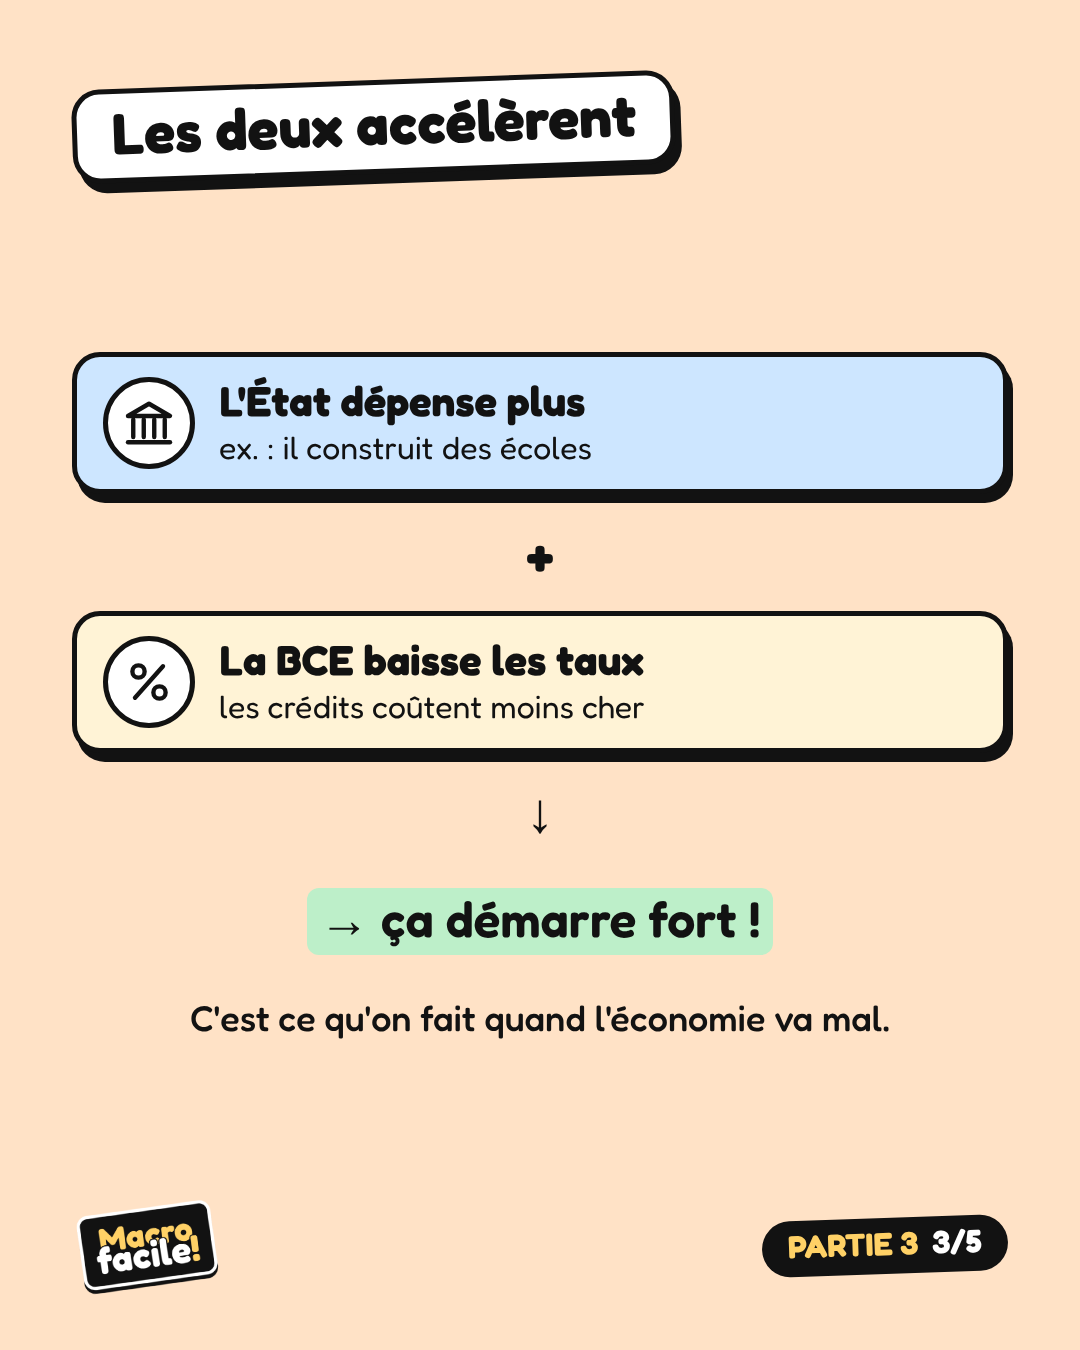 Les deux accélèrent
L'État dépense plus
ex. : il construit des écoles
+
%
La BCE baisse les taux
les crédits coûtent moins cher
↓
→ ça démarre fort !
C'est ce qu'on fait quand l'économie va mal.
Macro
facile!
PARTIE 3 3/5